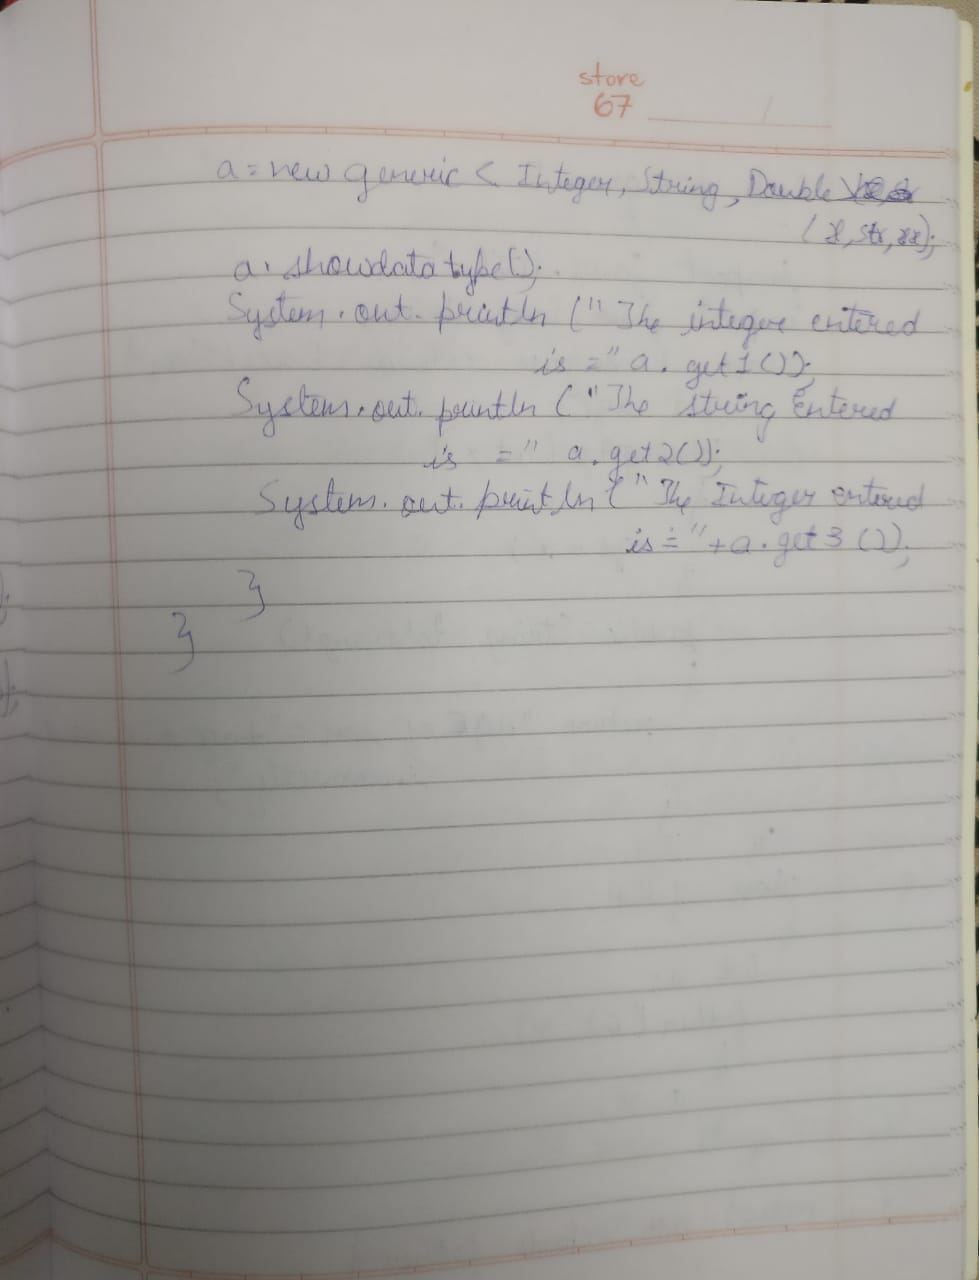 store
67
a = new generic < Integer, String, Double >
(x, str, xx);
a. showdatatype();
System.out.println ("The integer entered
is =" a. get1());
System.out.println ("The string Entered
is =" a.get2());
System.out.println ("The Integer entered
is =" +a.get3 ());
}
}